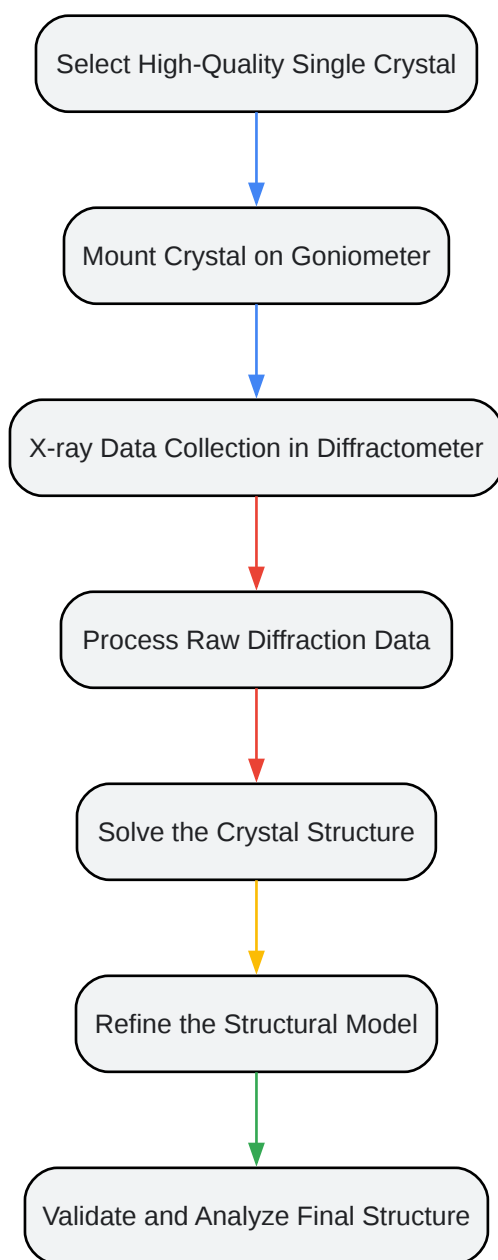 Select High-Quality Single Crystal
Mount Crystal on Goniometer
X-ray Data Collection in Diffractometer
Process Raw Diffraction Data
Solve the Crystal Structure
Refine the Structural Model
Validate and Analyze Final Structure